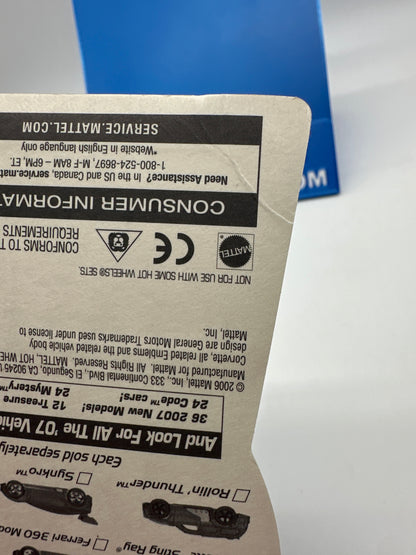 Sting Ray®
Ferrari 360 Mod
Rollin' Thunder™
Synkro™
Each sold separately
And Look For All The '07 Vehic
36 2007 New Models!
12 Treasure
24 Code™ cars!
24 Mystery™
© 2006 Mattel, Inc., 333 Continental Blvd., El Segundo, CA 90245 U
Manufactured for Mattel. All Rights Reserved. MATTEL, HOT WHE
Corvette, all related Emblems and the related vehicle body
design are General Motors Trademarks used under license to
Mattel, Inc.
NOT FOR USE WITH SOME HOT WHEELS® SETS.
MATTEL
CE
CONFORMS TO T
REQUIREMENTS
CONSUMER INFORMAT
Need Assistance? In the US and Canada, service.mat
1-800-524-8697, M-F 8AM – 6PM, ET.
*Website in English language only
SERVICE.MATTEL.COM
OM